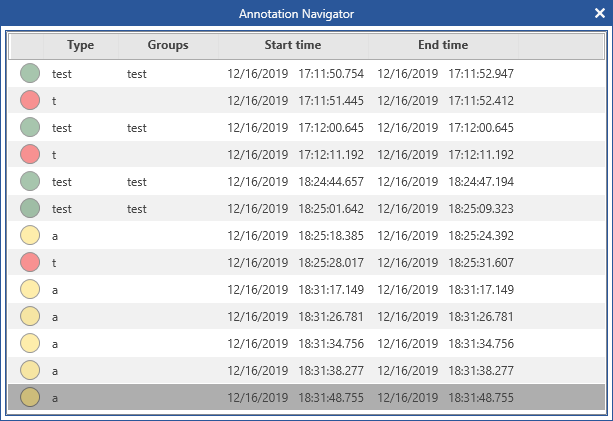 Annotation Navigator
Type Groups Start time End time
test test 12/16/2019 17:11:50.754 12/16/2019 17:11:52.947
t 12/16/2019 17:11:51.445 12/16/2019 17:11:52.412
test test 12/16/2019 17:12:00.645 12/16/2019 17:12:00.645
t 12/16/2019 17:12:11.192 12/16/2019 17:12:11.192
test test 12/16/2019 18:24:44.657 12/16/2019 18:24:47.194
test test 12/16/2019 18:25:01.642 12/16/2019 18:25:09.323
a 12/16/2019 18:25:18.385 12/16/2019 18:25:24.392
t 12/16/2019 18:25:28.017 12/16/2019 18:25:31.607
a 12/16/2019 18:31:17.149 12/16/2019 18:31:17.149
a 12/16/2019 18:31:26.781 12/16/2019 18:31:26.781
a 12/16/2019 18:31:34.756 12/16/2019 18:31:34.756
a 12/16/2019 18:31:38.277 12/16/2019 18:31:38.277
a 12/16/2019 18:31:48.755 12/16/2019 18:31:48.755